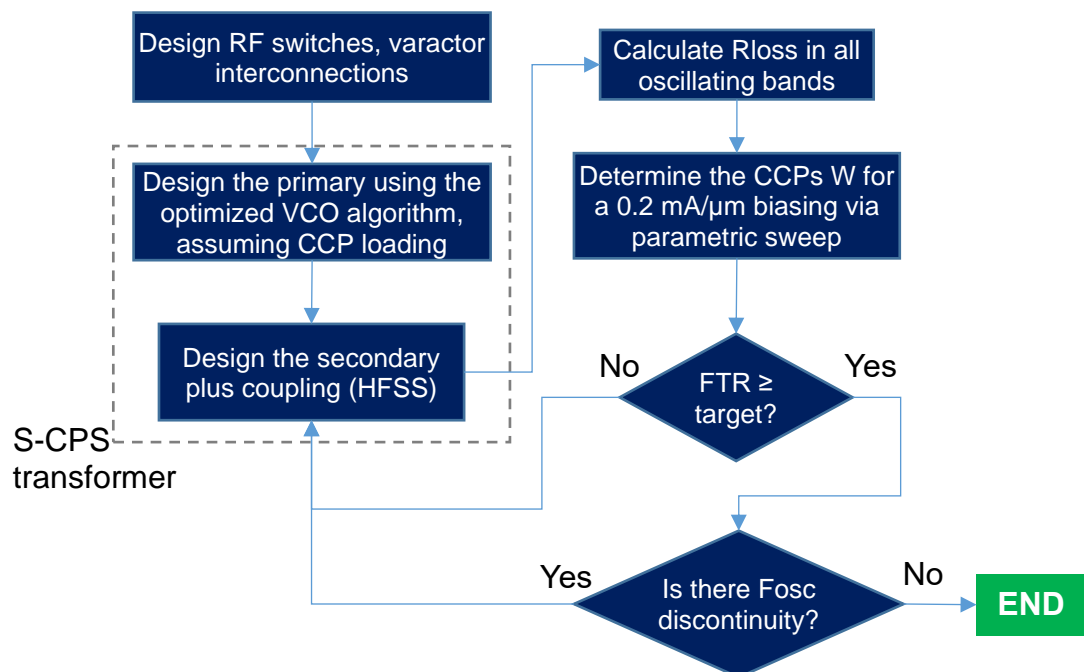 Design RF switches, varactor
interconnections
Design the primary using the
optimized VCO algorithm,
assuming CCP loading
Design the secondary
plus coupling (HFSS)
S-CPS
transformer
Calculate Rloss in all
oscillating bands
Determine the CCPs W for
a 0.2 mA/µm biasing via
parametric sweep
No
FTR ≥
target?
Yes
Yes
Is there Fosc
discontinuity?
No
END